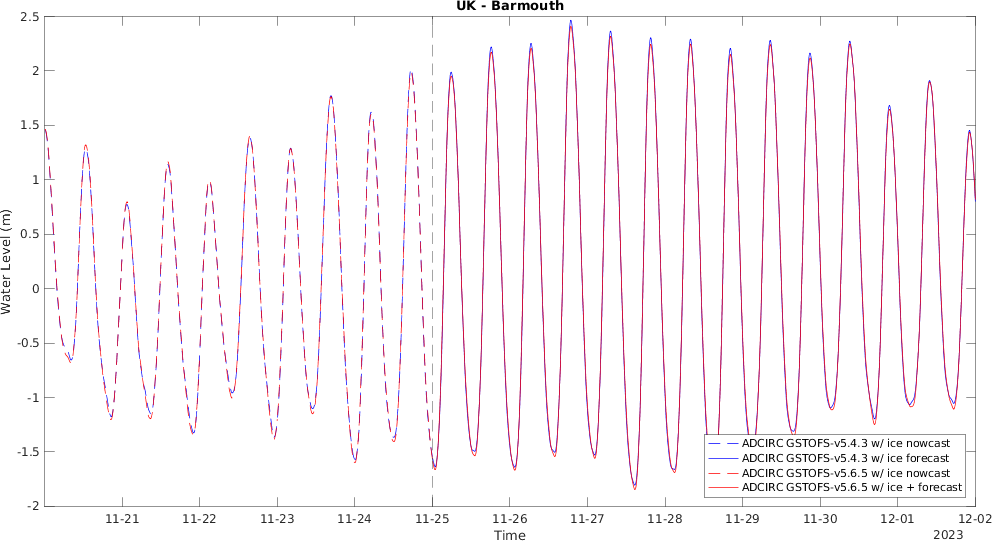 UK - Barmouth
2.5
2
1.5
1
0.5
0
-0.5
-1
-1.5
-2
Water Level (m)
ADCIRC GSTOFS-v5.4.3 w/ ice nowcast
ADCIRC GSTOFS-v5.4.3 w/ ice forecast
ADCIRC GSTOFS-v5.6.5 w/ ice nowcast
ADCIRC GSTOFS-v5.6.5 w/ ice + forecast
11-21 11-22 11-23 11-24 11-25 11-26 11-27 11-28 11-29 11-30 12-01 12-02
Time
2023